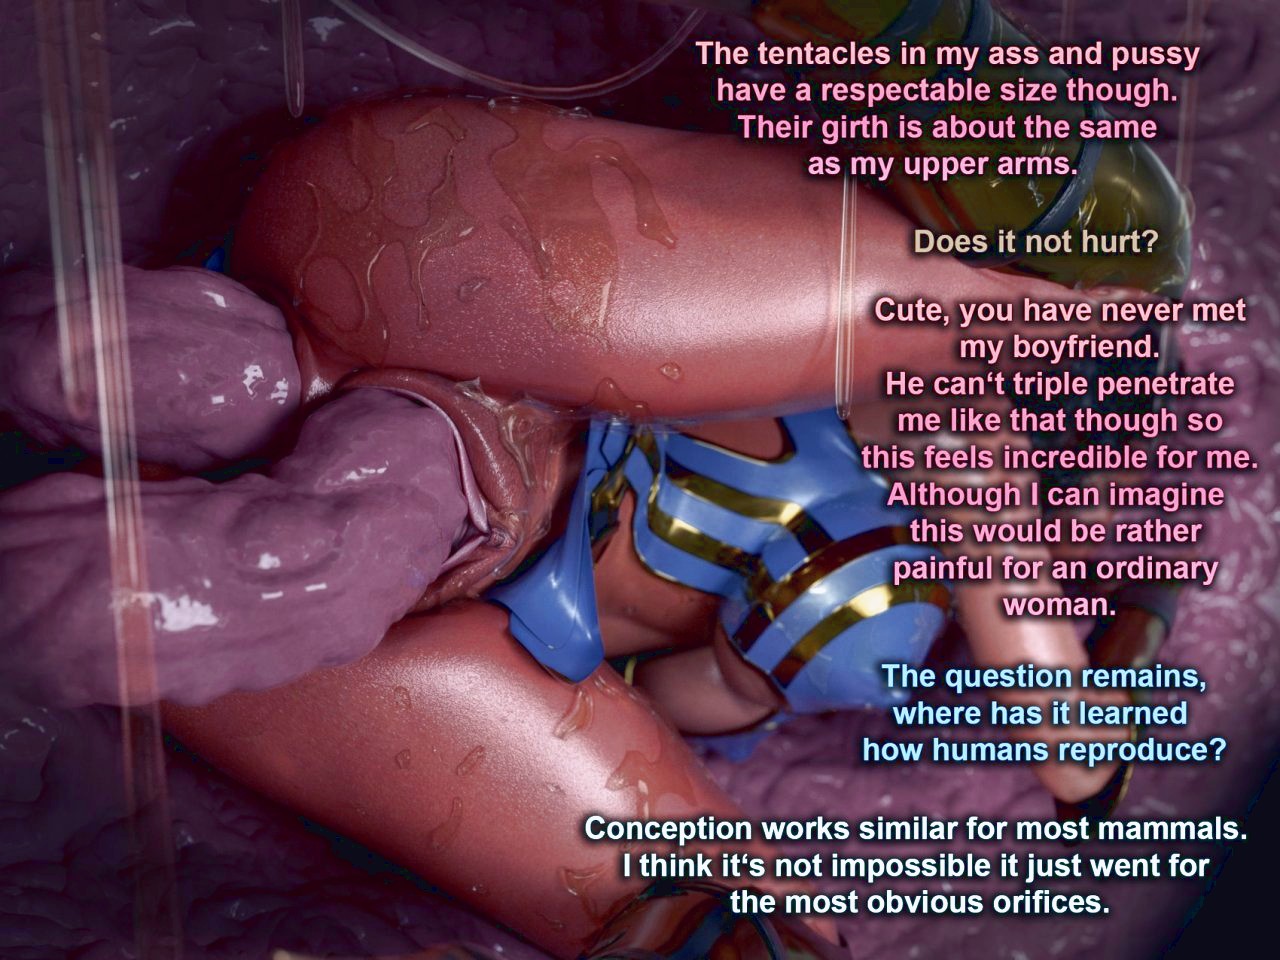 The tentacles in my ass and pussy
have a respectable size though.
Their girth is about the same
as my upper arms.
Does it not hurt?
Cute, you have never met
my boyfriend.
He can‘t triple penetrate
me like that though so
this feels incredible for me.
Although I can imagine
this would be rather
painful for an ordinary
woman.
The question remains,
where has it learned
how humans reproduce?
Conception works similar for most mammals.
I think it‘s not impossible it just went for
the most obvious orifices.